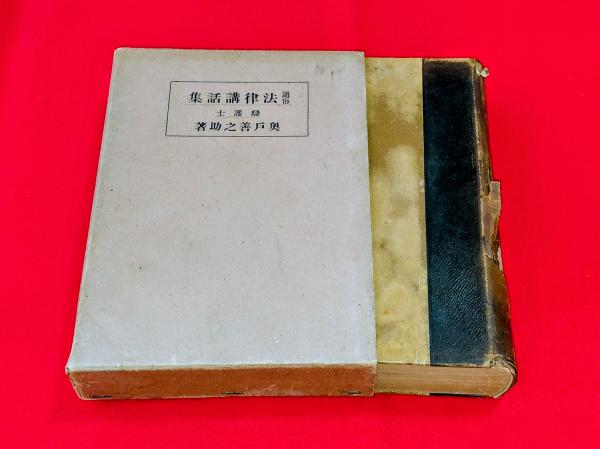 通俗法律講話集
辯護士
奥戸善之助著